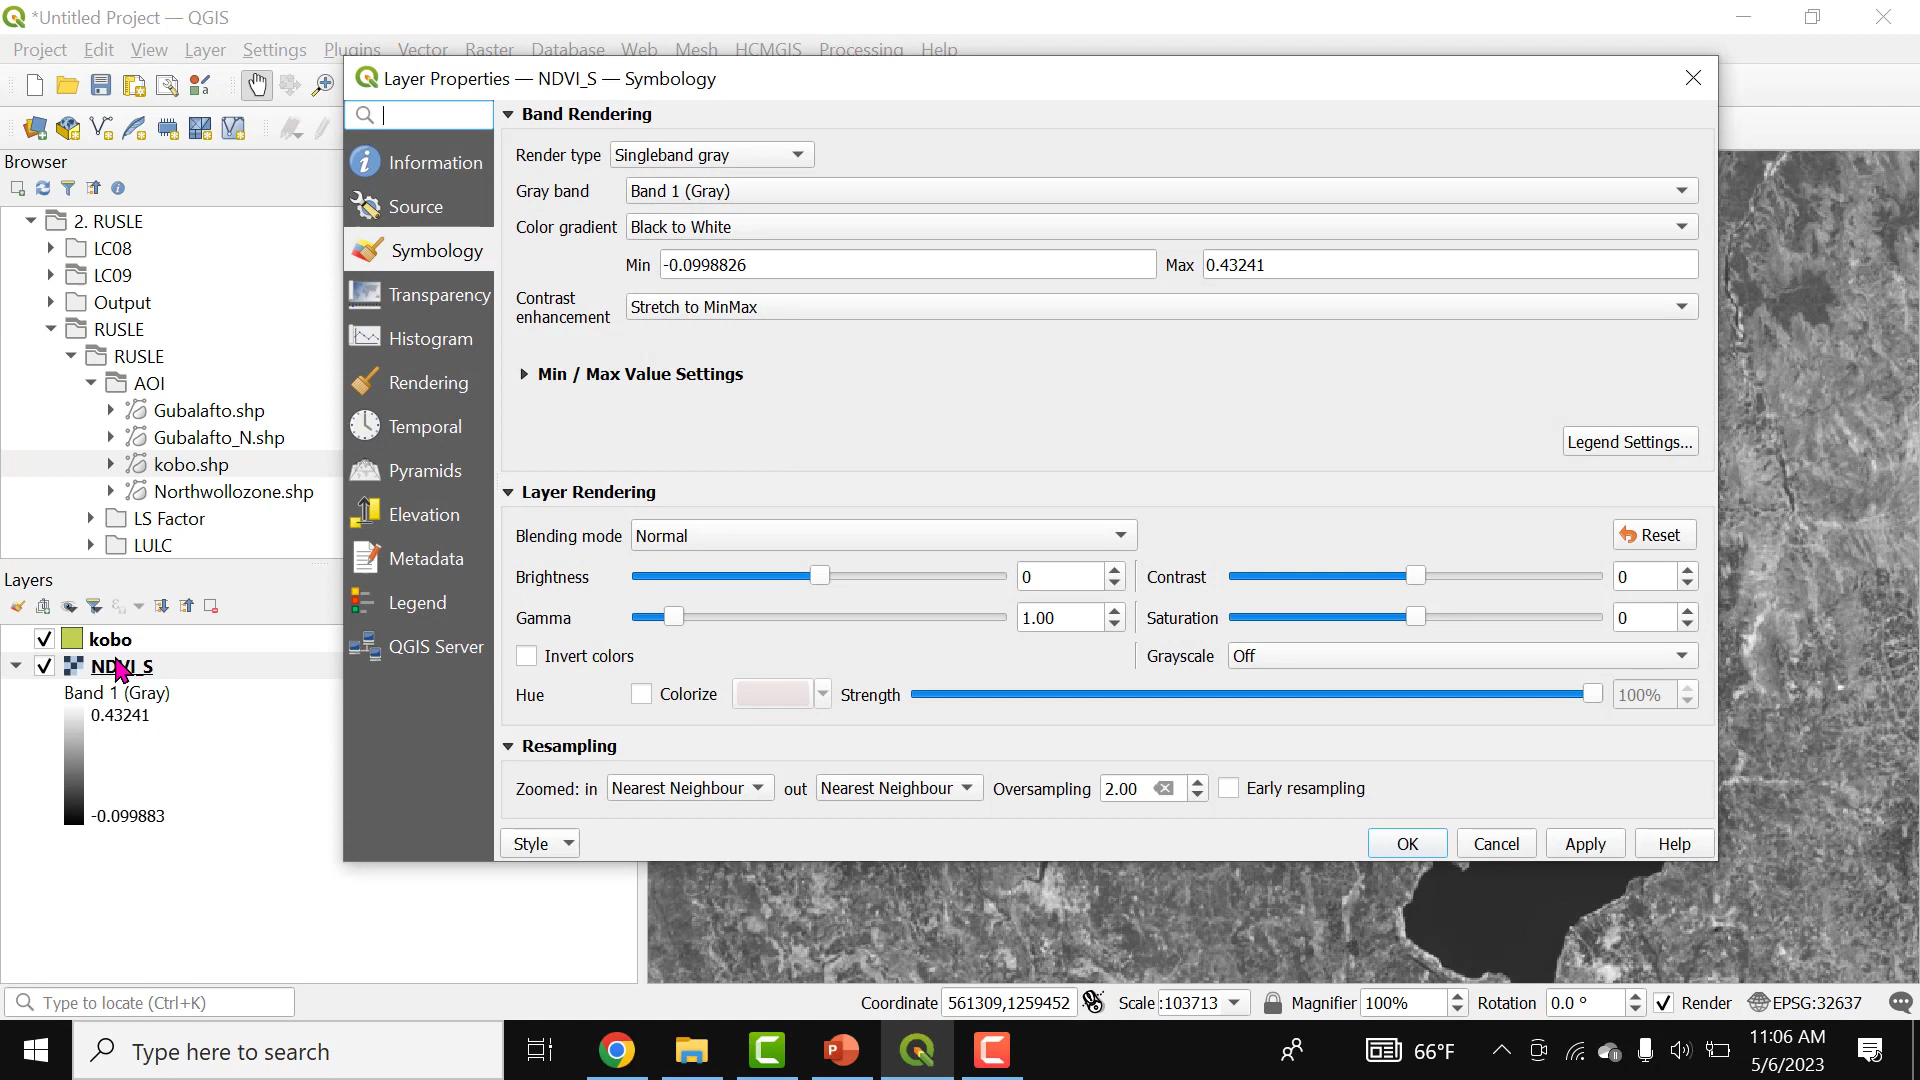 *Untitled Project — QGIS
Project Edit View Layer Settings Plugins Vector Raster Database Web Mesh HCMGIS Processing Help
Layer Properties — NDVI_S — Symbology
Information
Source
Symbology
Transparency
Histogram
Rendering
Temporal
Pyramids
Elevation
Metadata
Legend
QGIS Server
Band Rendering
Render type Singleband gray
Gray band Band 1 (Gray)
Color gradient Black to White
Min -0.0998826 Max 0.43241
Contrast enhancement Stretch to MinMax
Min / Max Value Settings
Legend Settings...
Layer Rendering
Blending mode Normal Reset
Brightness 0 Contrast 0
Gamma 1.00 Saturation 0
Invert colors Grayscale Off
Hue Colorize Strength 100%
Resampling
Zoomed: in Nearest Neighbour out Nearest Neighbour Oversampling 2.00 Early resampling
Style OK Cancel Apply Help
Browser
2. RUSLE
LC08
LC09
Output
RUSLE
RUSLE
AOI
Gubalafto.shp
Gubalafto_N.shp
kobo.shp
Northwollozone.shp
LS Factor
LULC
Layers
kobo
NDVI_S
Band 1 (Gray)
0.43241
-0.099883
Type to locate (Ctrl+K) Coordinate 561309,1259452 Scale :103713 Magnifier 100% Rotation 0.0 ° Render EPSG:32637
Type here to search 66°F 11:06 AM
5/6/2023